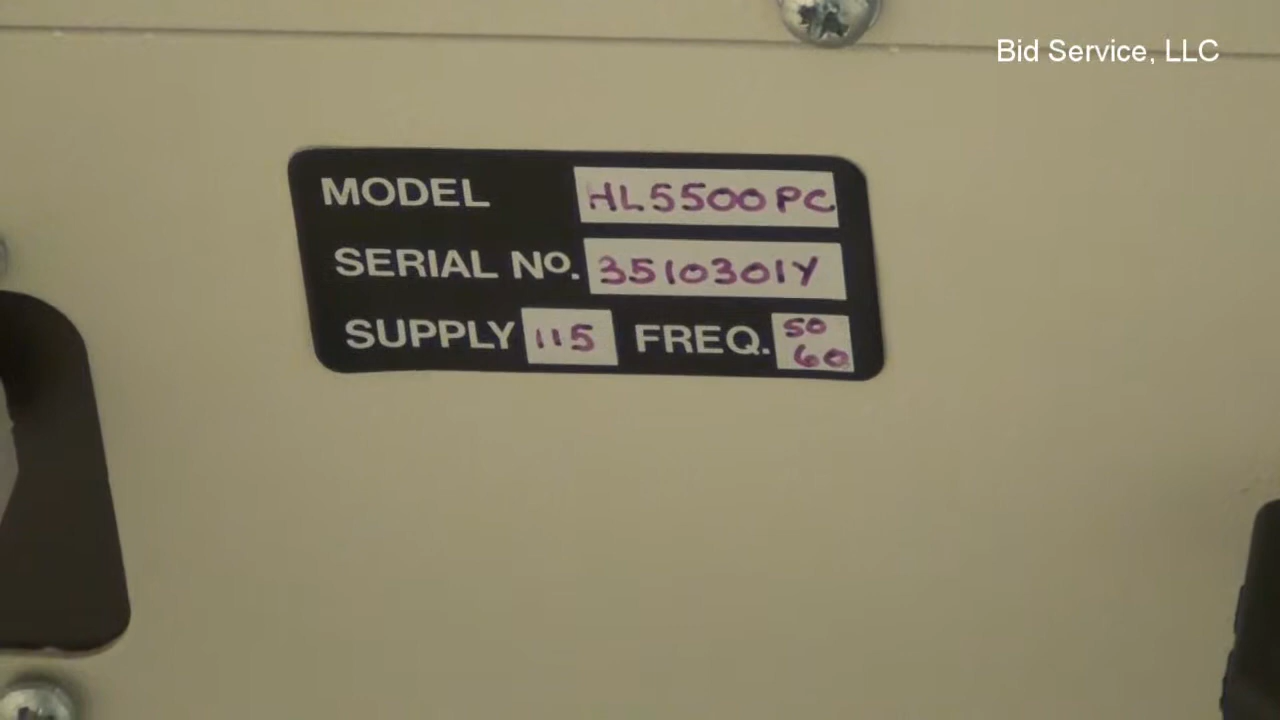 Bid Service, LLC
MODEL HL5500PC
SERIAL No. 3510301Y
SUPPLY 115 FREQ. 50 60